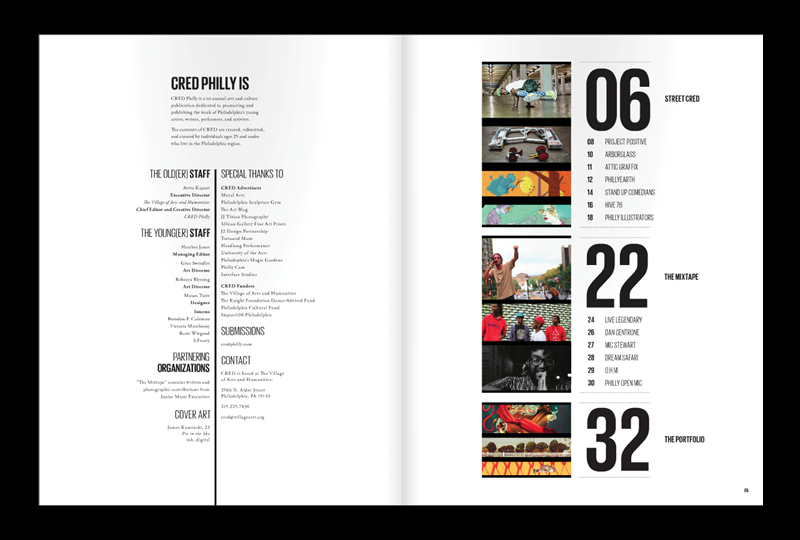 CRED PHILLY IS
CRED Philly is a bi-annual arts and culture
publication dedicated to promoting and
publishing the work of Philadelphia's young
artists, writers, performers, and activists.
The contents of CRED are created, submitted,
and curated by individuals ages 25 and under
who live in the Philadelphia region.
THE OLD(ER) STAFF
Aviva Kapust
Executive Director
The Village of Arts and Humanities
Chief Editor and Creative Director
CRED Philly
THE YOUNG(ER) STAFF
Heather Jones
Managing Editor
Gina Swindler
Art Director
Rebecca Blessing
Art Director
Mosun Tutte
Designer
Interns
Brendan P. Coleman
Victoria Marchiony
Rosie Wiegand
S.Feesty
PARTNERING
ORGANIZATIONS
"The Mixtape" contains written and
photographic contributions from
Junior Music Executives
COVER ART
James Kaminski, 23
Pie in the Sky
ink, digital
SPECIAL THANKS TO
CRED Advertisers
Mural Arts
Philadelphia Sculpture Gym
The Art Blog
JJ Tiziou Photography
Silicon Gallery Fine Art Prints
J2 Design Partnership
Tattooed Mom
Headlong Performance
University of the Arts
Philadelphia's Magic Gardens
Philly Cam
Interface Studios
CRED Funders
The Village of Arts and Humanities
The Knight Foundation Donor-Advised Fund
Philadelphia Cultural Fund
Impact100 Philadelphia
SUBMISSIONS
credphilly.com
CONTACT
CRED is based at The Village
of Arts and Humanities:
2544 N. Alder Street
Philadelphia, PA 19133
215.225.7830
cred@villagearts.org
06
STREET CRED
08 PROJECT POSITIVE
10 ARBORGLASS
11 ATTIC GRAFFIX
12 PHILLYEARTH
14 STAND UP COMEDIANS
16 HIVE 76
18 PHILLY ILLUSTRATORS
22
THE MIXTAPE
24 LIVE LEGENDARY
26 DAN CENTRONE
27 MIC STEWART
28 DREAM SAFARI
29 O.H.M
30 PHILLY OPEN MIC
32
THE PORTFOLIO